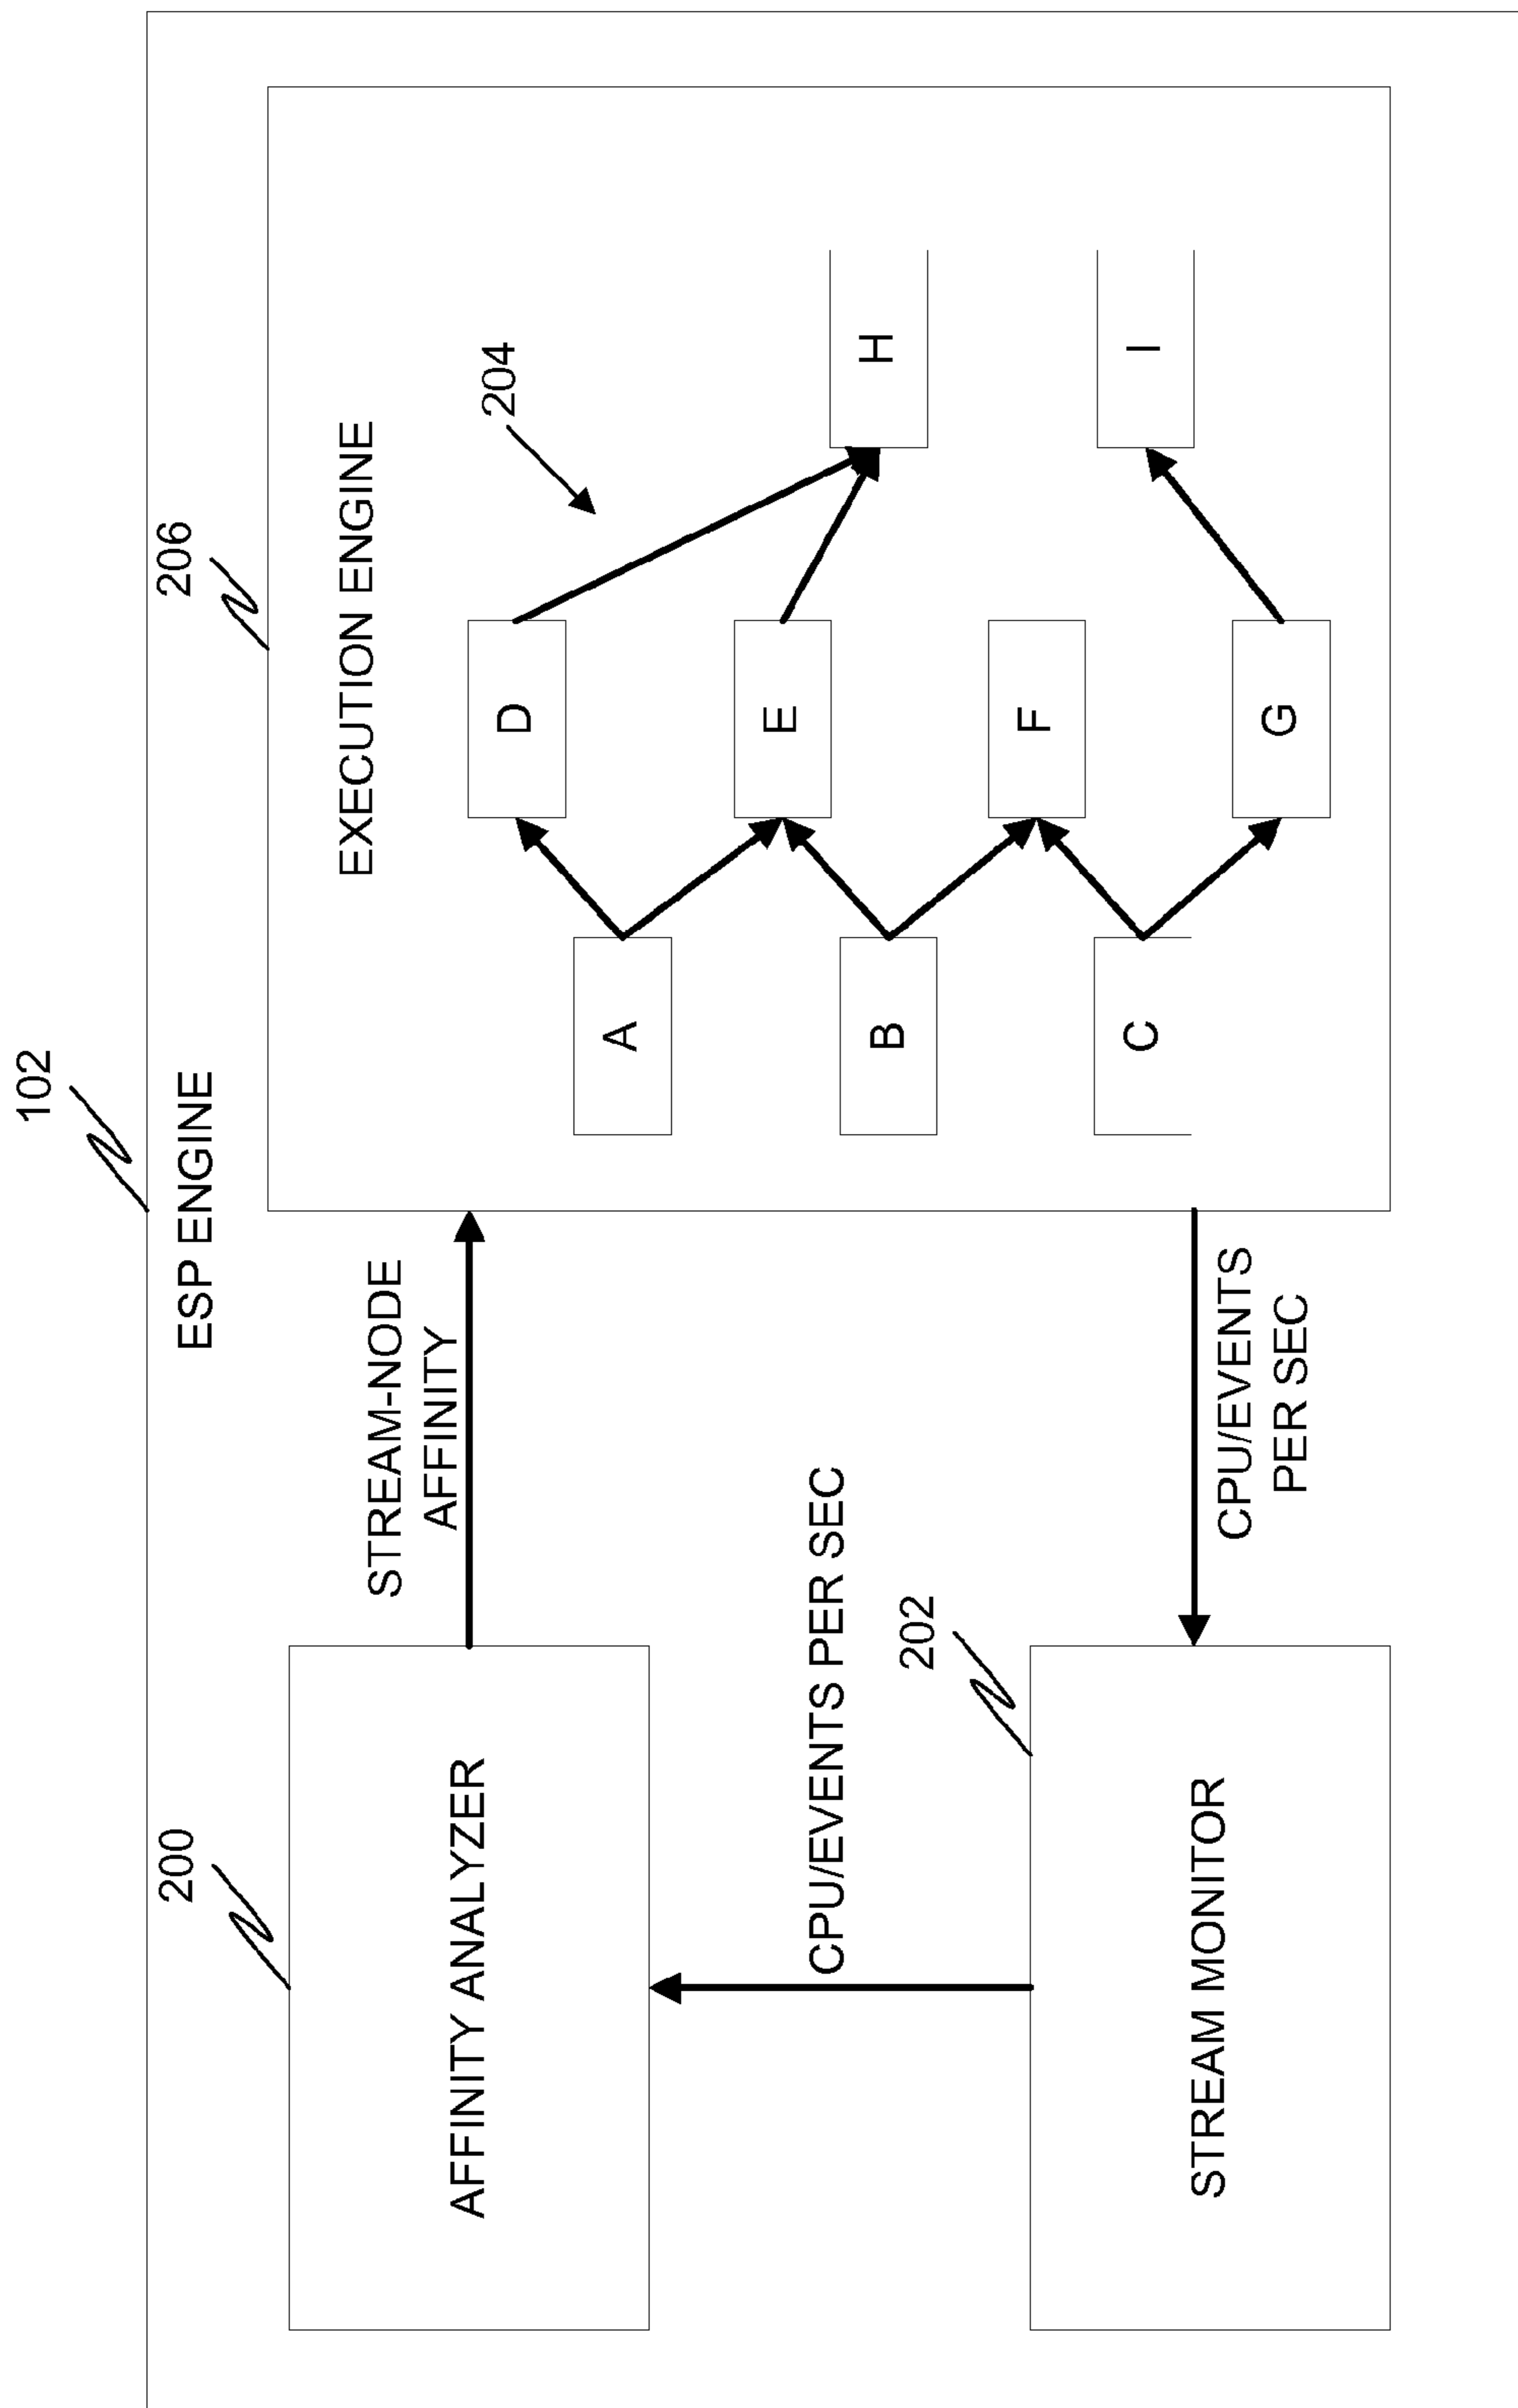 102
ESP ENGINE
200
AFFINITY ANALYZER
STREAM-NODE
AFFINITY
206
EXECUTION ENGINE
204
A
B
C
D
E
F
G
H
I
CPU/EVENTS PER SEC
202
STREAM MONITOR
CPU/EVENTS
PER SEC